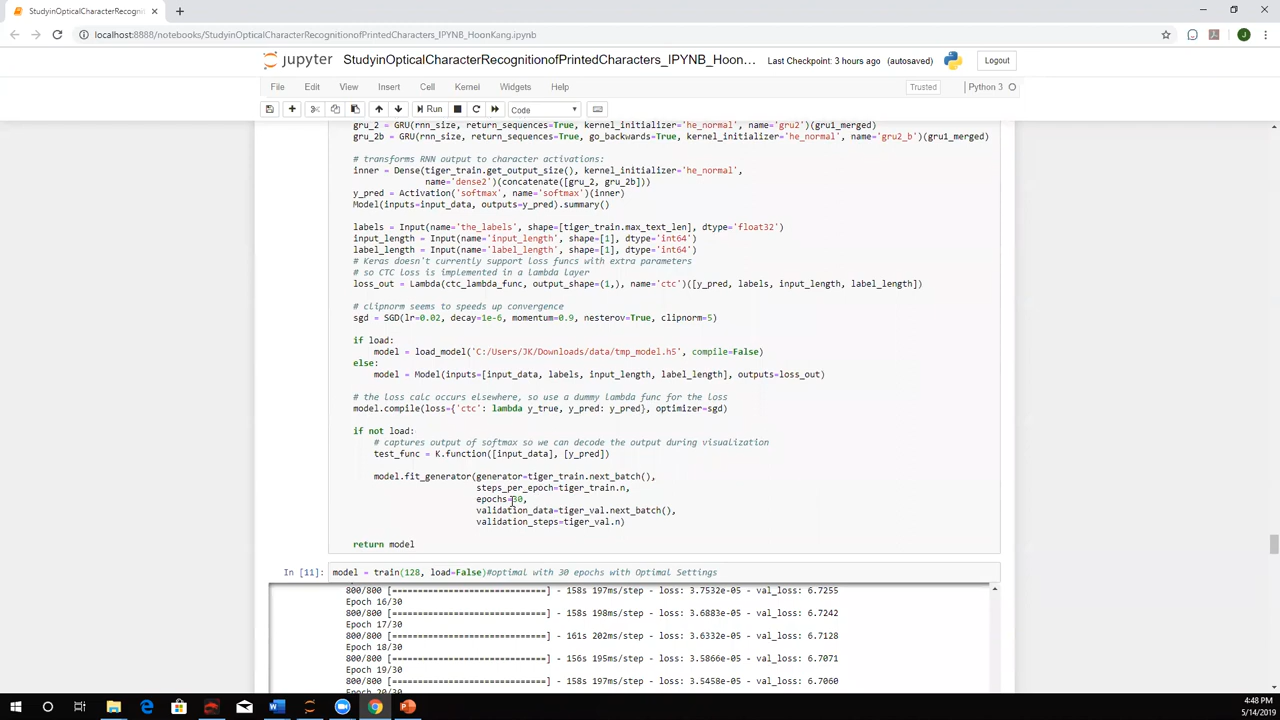 StudyinOpticalCharacterRecognitio
localhost:8888/notebooks/StudyinOpticalCharacterRecognitionofPrintedCharacters_IPYNB_HoonKang.ipynb
J
jupyter StudyinOpticalCharacterRecognitionofPrintedCharacters_IPYNB_Hoon... Last Checkpoint: 3 hours ago (autosaved) Logout
File Edit View Insert Cell Kernel Widgets Help Trusted Python 3
Run Code
gru_2 = GRU(rnn_size, return_sequences=True, kernel_initializer='he_normal', name='gru2')(gru1_merged)
gru_2b = GRU(rnn_size, return_sequences=True, go_backwards=True, kernel_initializer='he_normal', name='gru2_b')(gru1_merged)
# transforms RNN output to character activations:
inner = Dense(tiger_train.get_output_size(), kernel_initializer='he_normal',
name='dense2')(concatenate([gru_2, gru_2b]))
y_pred = Activation('softmax', name='softmax')(inner)
Model(inputs=input_data, outputs=y_pred).summary()
labels = Input(name='the_labels', shape=[tiger_train.max_text_len], dtype='float32')
input_length = Input(name='input_length', shape=[1], dtype='int64')
label_length = Input(name='label_length', shape=[1], dtype='int64')
# Keras doesn't currently support loss funcs with extra parameters
# so CTC loss is implemented in a lambda layer
loss_out = Lambda(ctc_lambda_func, output_shape=(1,), name='ctc')([y_pred, labels, input_length, label_length])
# clipnorm seems to speeds up convergence
sgd = SGD(lr=0.02, decay=1e-6, momentum=0.9, nesterov=True, clipnorm=5)
if load:
model = load_model('C:/Users/JK/Downloads/data/tmp_model.h5', compile=False)
else:
model = Model(inputs=[input_data, labels, input_length, label_length], outputs=loss_out)
# the loss calc occurs elsewhere, so use a dummy lambda func for the loss
model.compile(loss={'ctc': lambda y_true, y_pred: y_pred}, optimizer=sgd)
if not load:
# captures output of softmax so we can decode the output during visualization
test_func = K.function([input_data], [y_pred])
model.fit_generator(generator=tiger_train.next_batch(),
steps_per_epoch=tiger_train.n,
epochs=30,
validation_data=tiger_val.next_batch(),
validation_steps=tiger_val.n)
return model
In [11]: model = train(128, load=False)#optimal with 30 epochs with Optimal Settings
800/800 [==============================] - 158s 197ms/step - loss: 3.7532e-05 - val_loss: 6.7255
Epoch 16/30
800/800 [==============================] - 158s 198ms/step - loss: 3.6883e-05 - val_loss: 6.7242
Epoch 17/30
800/800 [==============================] - 161s 202ms/step - loss: 3.6332e-05 - val_loss: 6.7128
Epoch 18/30
800/800 [==============================] - 156s 195ms/step - loss: 3.5866e-05 - val_loss: 6.7071
Epoch 19/30
800/800 [==============================] - 158s 197ms/step - loss: 3.5458e-05 - val_loss: 6.7060
Epoch 20/30
4:48 PM
5/14/2019